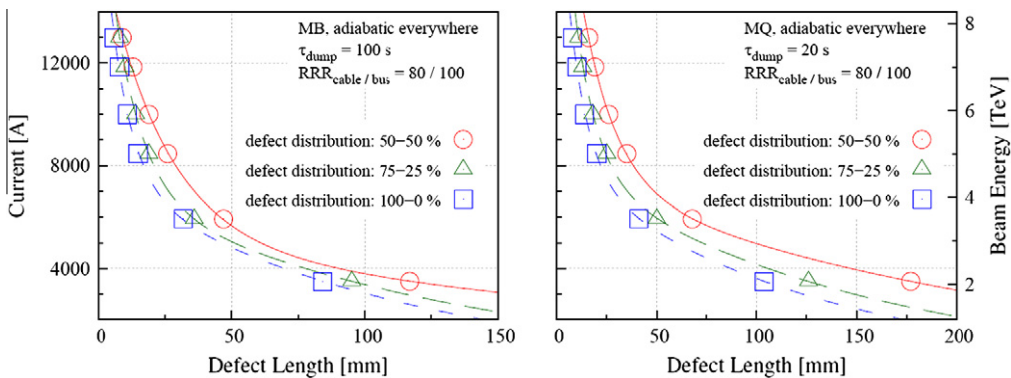 MB, adiabatic everywhere
τdump = 100 s
RRRcable / bus = 80 / 100
defect distribution: 50−50 %
defect distribution: 75−25 %
defect distribution: 100−0 %
Current [A]
12000
8000
4000
0
50
100
150
Defect Length [mm]
MQ, adiabatic everywhere
τdump = 20 s
RRRcable / bus = 80 / 100
defect distribution: 50−50 %
defect distribution: 75−25 %
defect distribution: 100−0 %
0
50
100
150
200
Defect Length [mm]
8
6
4
2
Beam Energy [TeV]